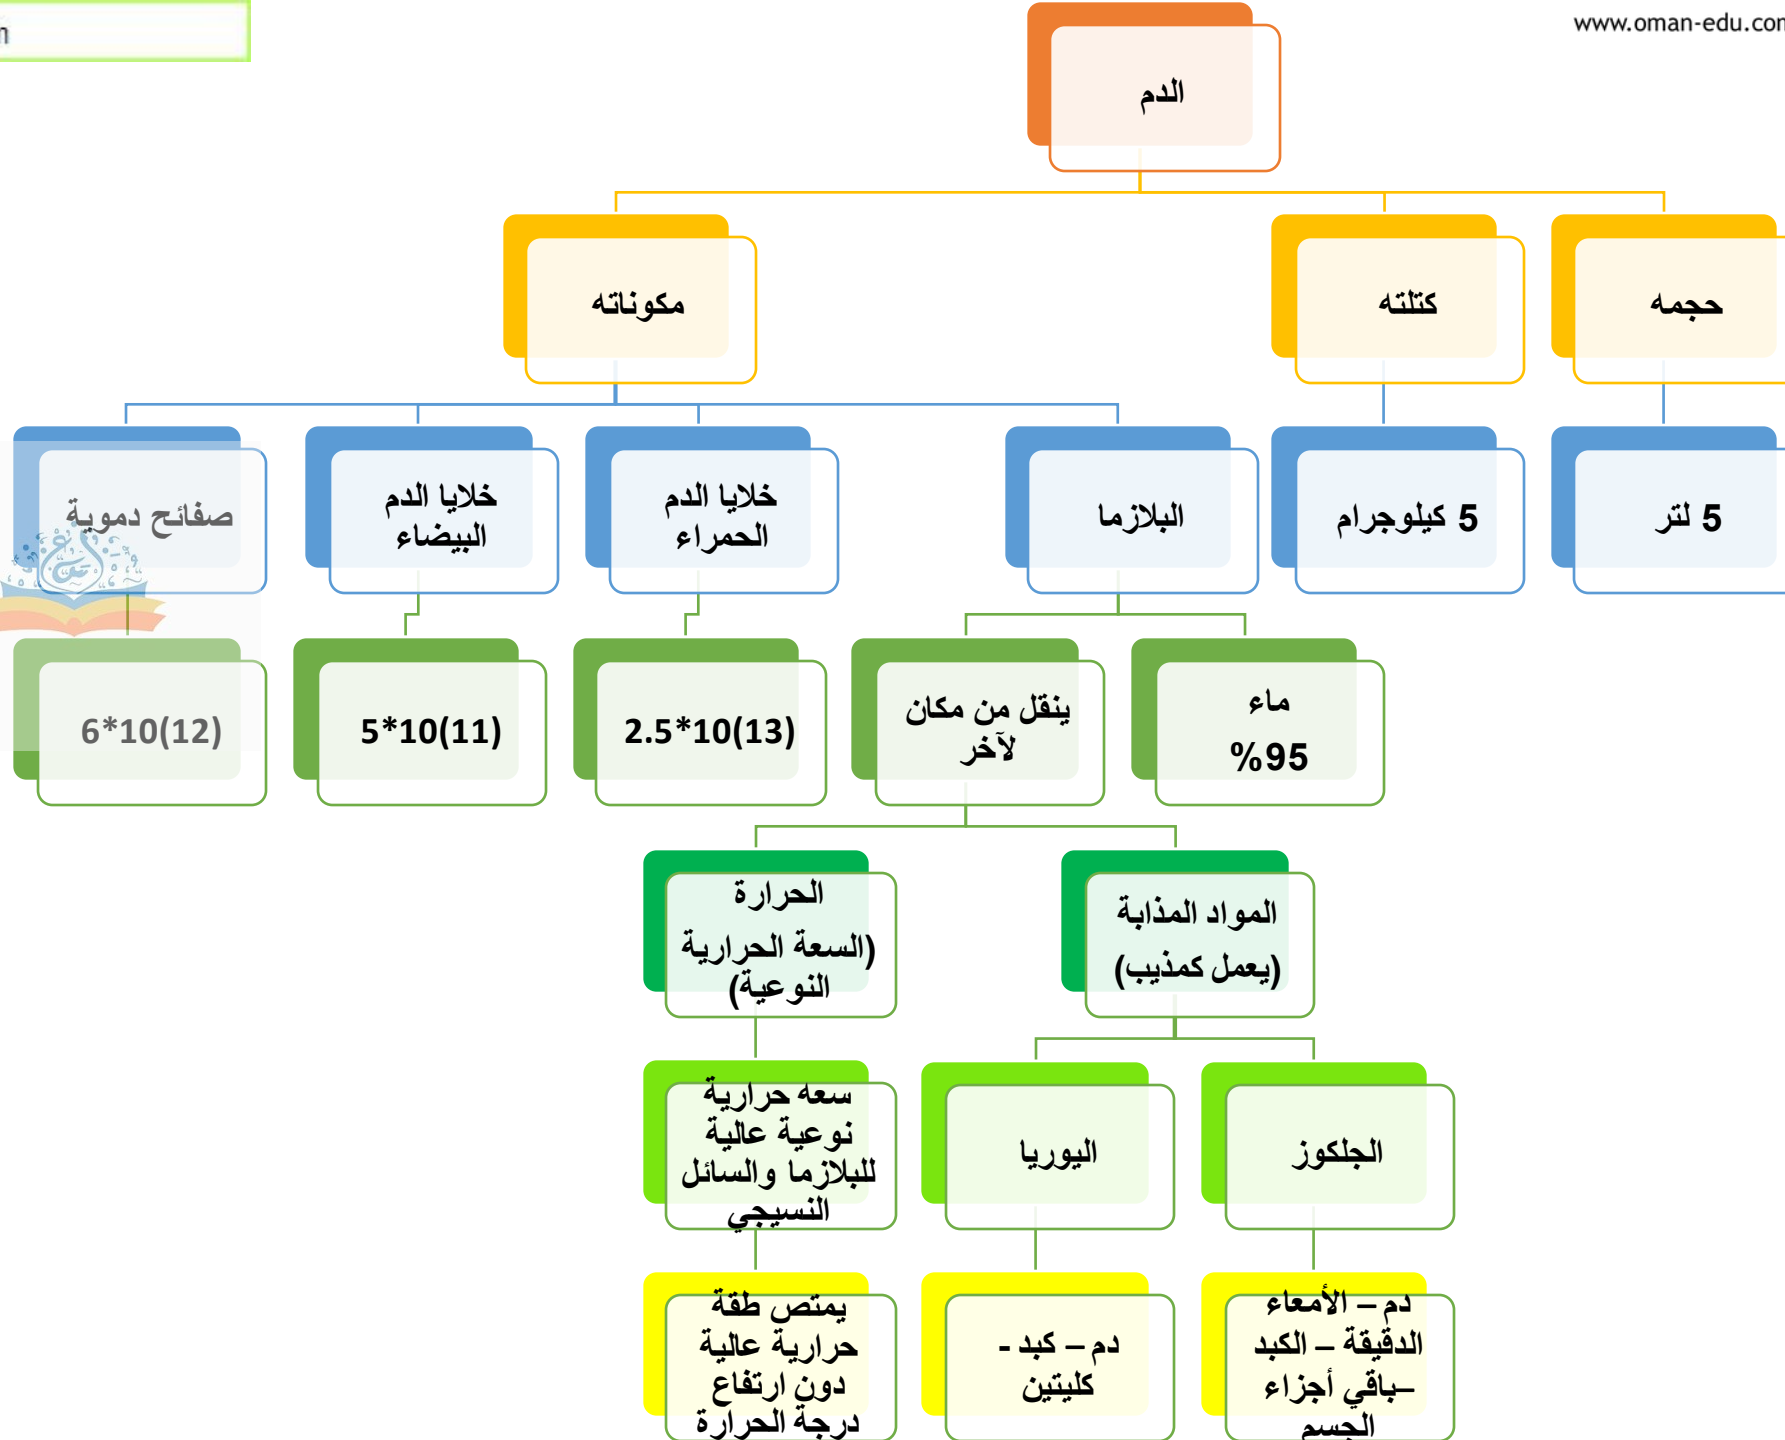 www.oman-edu.com
الدم
حجمه
كتلته
مكوناته
5 لتر
5 كيلوجرام
البلازما
خلايا الدم
الحمراء
خلايا الدم
البيضاء
صفائح دموية
ماء
95%
ينقل من مكان
لآخر
2.5*10(13)
5*10(11)
6*10(12)
المواد المذابة
(يعمل كمذيب)
الحرارة
(السعة الحرارية
النوعية)
الجلكوز
اليوريا
سعه حرارية
نوعية عالية
للبلازما والسائل
النسيجي
دم – الأمعاء
الدقيقة – الكبد
–باقي أجزاء
الجسم
دم – كبد -
كليتين
يمتص طقة
حرارية عالية
دون ارتفاع
درجة الحرارة